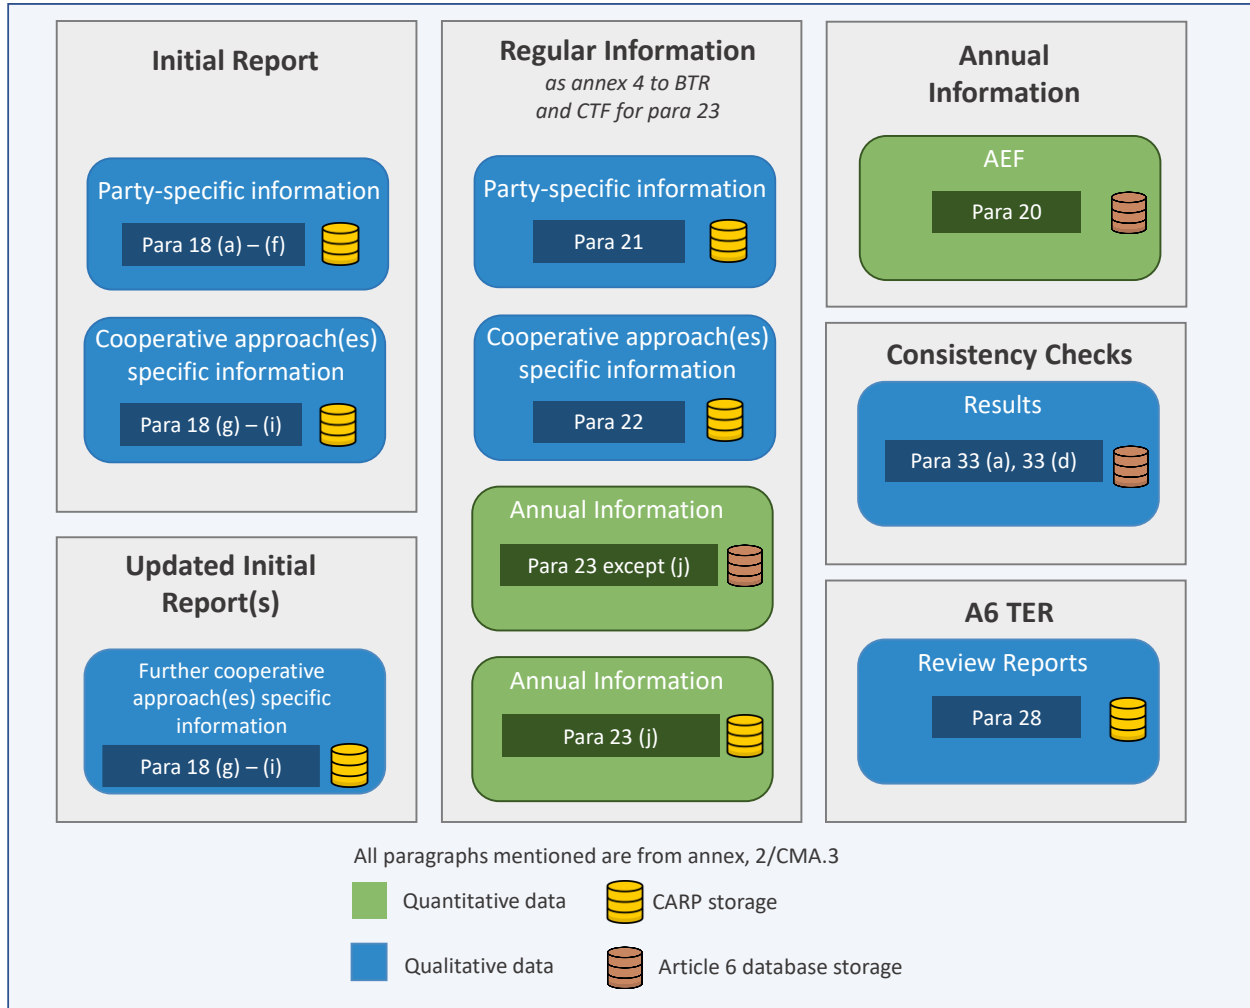 Initial Report
Party-specific information
Para 18 (a) – (f)
Cooperative approach(es)
specific information
Para 18 (g) – (i)
Updated Initial
Report(s)
Further cooperative
approach(es) specific
information
Para 18 (g) – (i)
Regular Information
as annex 4 to BTR
and CTF for para 23
Party-specific information
Para 21
Cooperative approach(es)
specific information
Para 22
Annual Information
Para 23 except (j)
Annual Information
Para 23 (j)
Annual
Information
AEF
Para 20
Consistency Checks
Results
Para 33 (a), 33 (d)
A6 TER
Review Reports
Para 28
All paragraphs mentioned are from annex, 2/CMA.3
Quantitative data
CARP storage
Qualitative data
Article 6 database storage